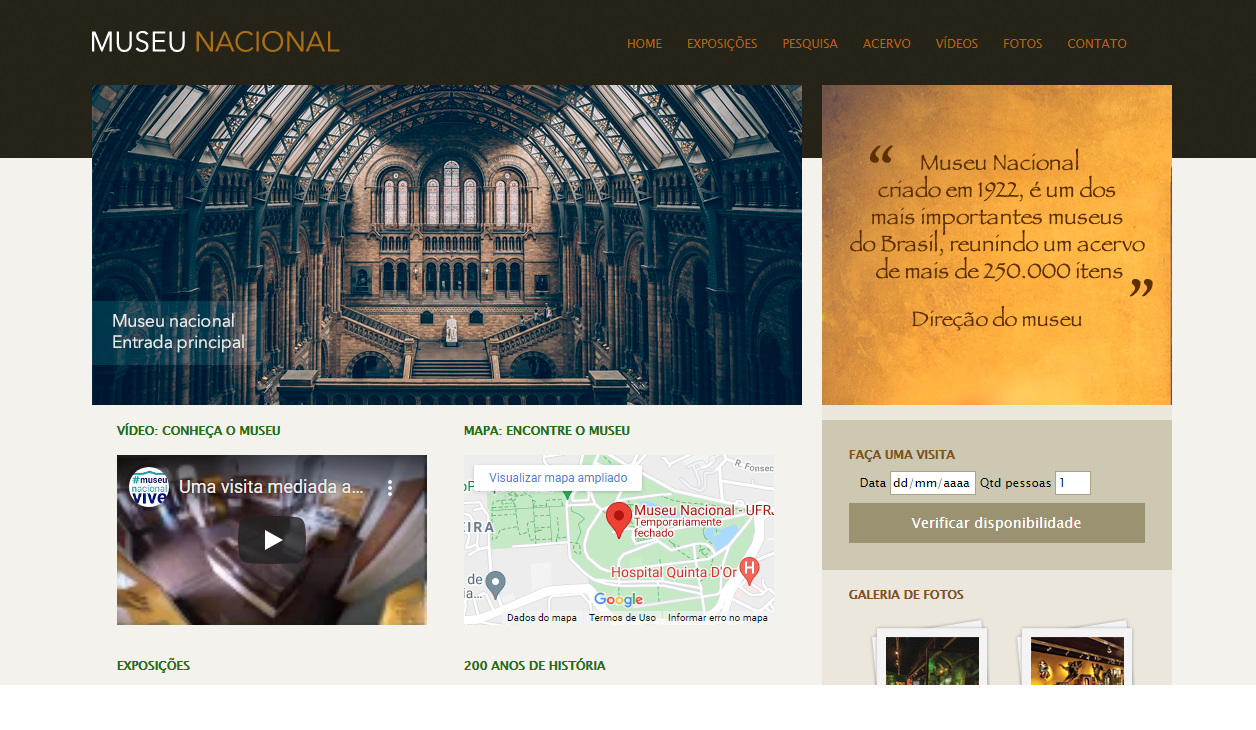 MUSEU NACIONAL
HOME EXPOSIÇÕES PESQUISA ACERVO VÍDEOS FOTOS CONTATO
Museu nacional
Entrada principal
“ Museu Nacional
criado em 1922, é um dos
mais importantes museus
do Brasil, reunindo um acervo
de mais de 250.000 itens ”
Direção do museu
VÍDEO: CONHEÇA O MUSEU
#museu
nacional
vive
Uma visita mediada a...
MAPA: ENCONTRE O MUSEU
Visualizar mapa ampliado
R. Fonsec
EIRA
Museu Nacional - UFRJ
Temporariamente
fechado
Hospital Quinta D'Or
H
de
ia...
Google
Dados do mapa Termos de Uso Informar erro no mapa
FAÇA UMA VISITA
Data dd/mm/aaaa Qtd pessoas 1
Verificar disponibilidade
GALERIA DE FOTOS
EXPOSIÇÕES
200 ANOS DE HISTÓRIA